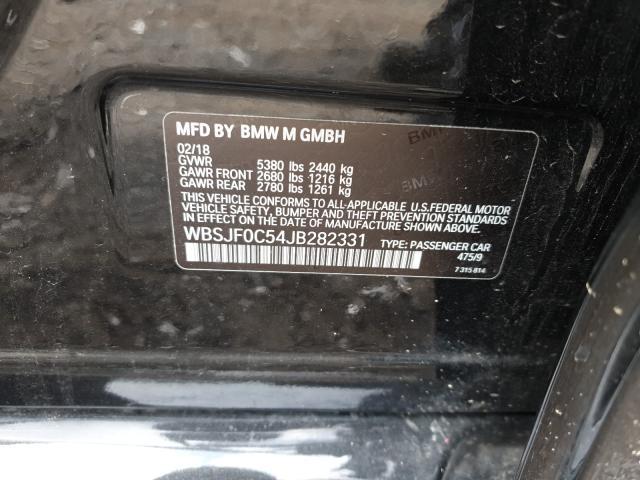 MFD BY BMW M GMBH
02/18
GVWR 5380 lbs 2440 kg
GAWR FRONT 2680 lbs 1216 kg
GAWR REAR 2780 lbs 1261 kg
THIS VEHICLE CONFORMS TO ALL APPLICABLE U.S.FEDERAL MOTOR
VEHICLE SAFETY, BUMPER AND THEFT PREVENTION STANDARDS
IN EFFECT ON THE DATE OF MANUFACTURE SHOWN ABOVE.
WBSJF0C54JB282331 TYPE: PASSENGER CAR
475/9
7 315 814